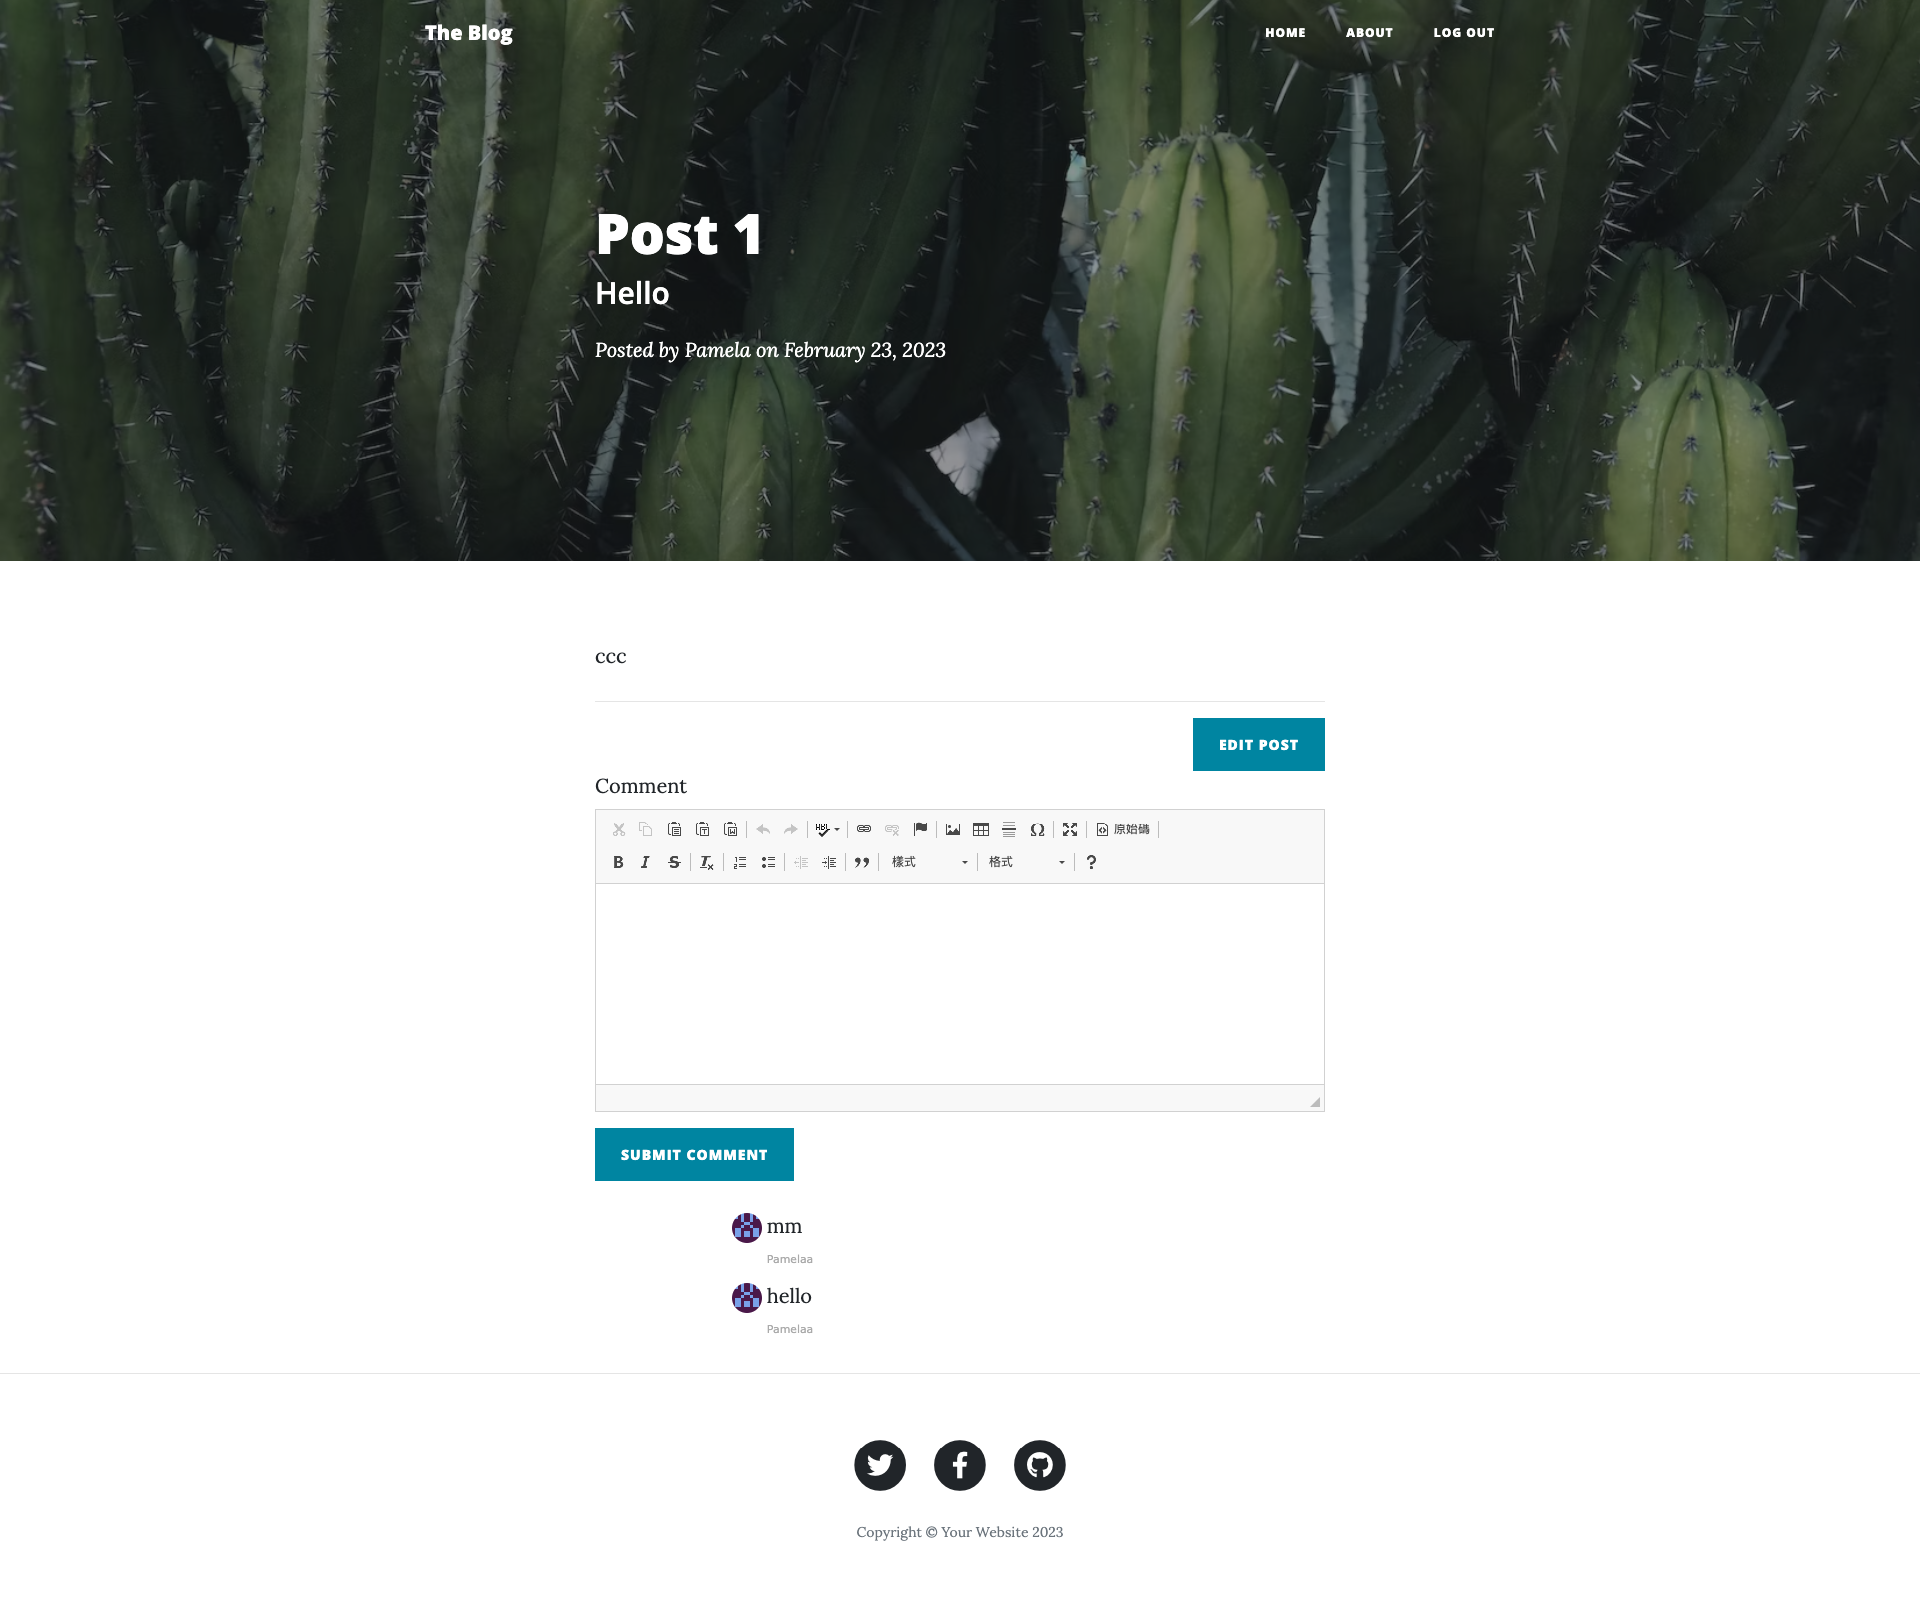 The Blog
HOME ABOUT LOG OUT
Post 1
Hello
Posted by Pamela on February 23, 2023
ccc
EDIT POST
Comment
原始碼
樣式 格式
SUBMIT COMMENT
mm
Pamelaa
hello
Pamelaa
Copyright © Your Website 2023